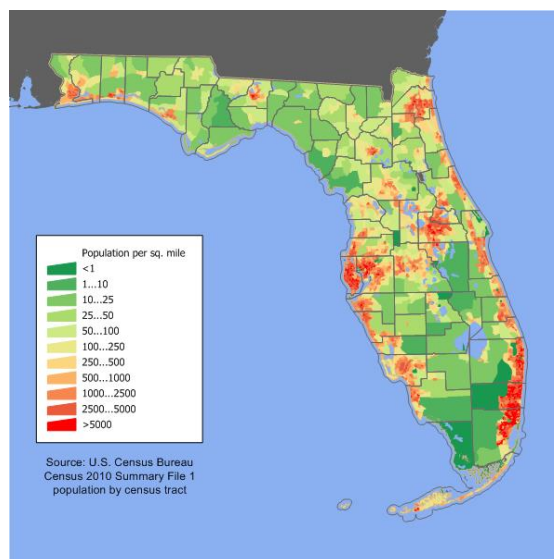 Population per sq. mile
<1
1...10
10...25
25...50
50...100
100...250
250...500
500...1000
1000...2500
2500...5000
>5000
Source: U.S. Census Bureau
Census 2010 Summary File 1
population by census tract